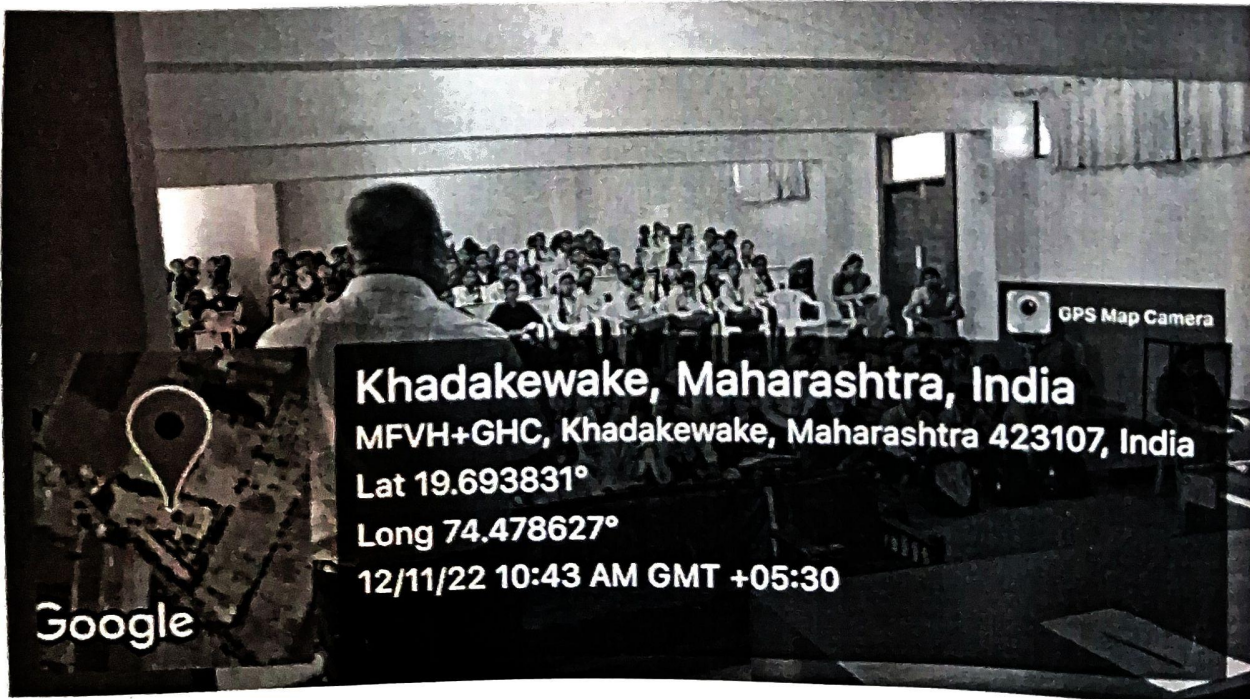 GPS Map Camera
Khadakewake, Maharashtra, India
MFVH+GHC, Khadakewake, Maharashtra 423107, India
Lat 19.693831°
Long 74.478627°
12/11/22 10:43 AM GMT +05:30
Google